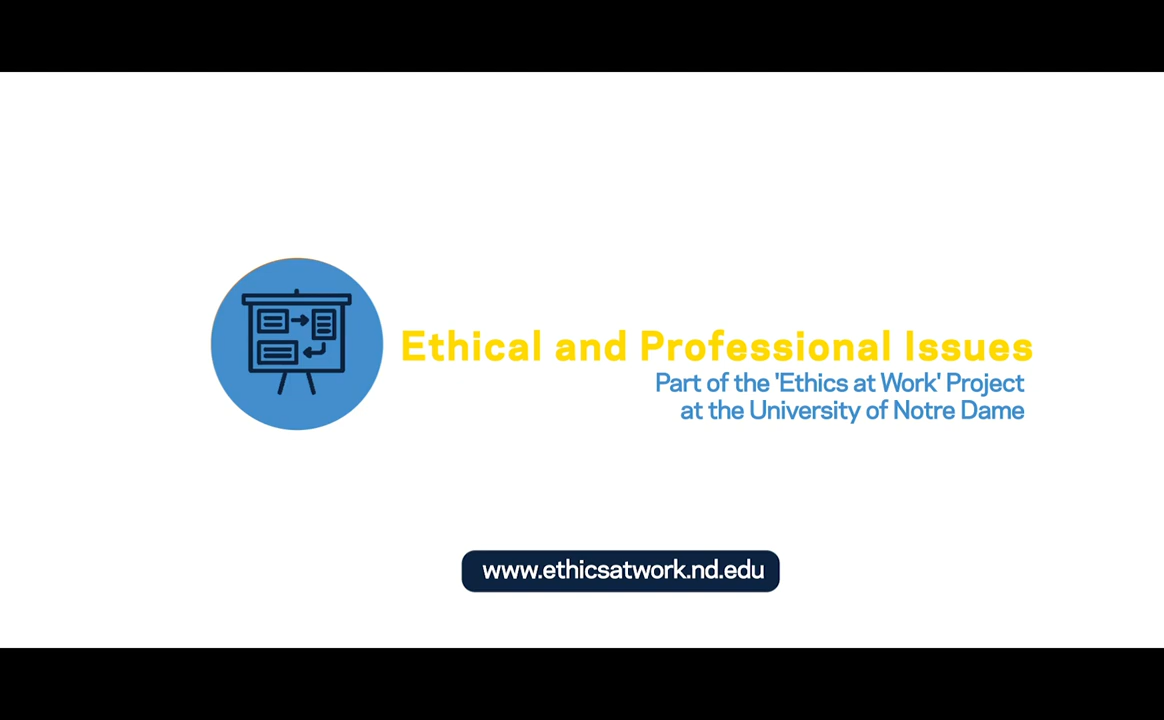 Ethical and Professional Issues
Part of the 'Ethics at Work' Project
at the University of Notre Dame
www.ethicsatwork.nd.edu